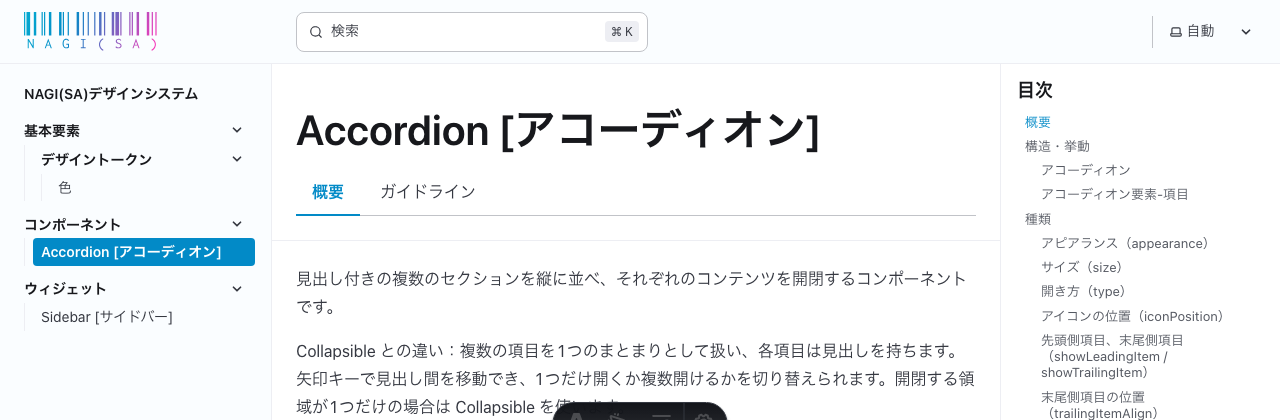 NAGI(SA)
検索
⌘ K
自動
NAGI(SA)デザインシステム
基本要素
デザイントークン
色
コンポーネント
Accordion [アコーディオン]
ウィジェット
Sidebar [サイドバー]
Accordion [アコーディオン]
概要
ガイドライン
見出し付きの複数のセクションを縦に並べ、それぞれのコンテンツを開閉するコンポーネント
です。
Collapsible との違い：複数の項目を1つのまとまりとして扱い、各項目は見出しを持ちます。
矢印キーで見出し間を移動でき、1つだけ開くか複数開けるかを切り替えられます。開閉する領
域が1つだけの場合は Collapsible を
目次
概要
構造・挙動
アコーディオン
アコーディオン要素-項目
種類
アピアランス（appearance）
サイズ（size）
開き方（type）
アイコンの位置（iconPosition）
先頭側項目、末尾側項目
（showLeadingItem /
showTrailingItem）
末尾側項目の位置
（trailingItemAlign）